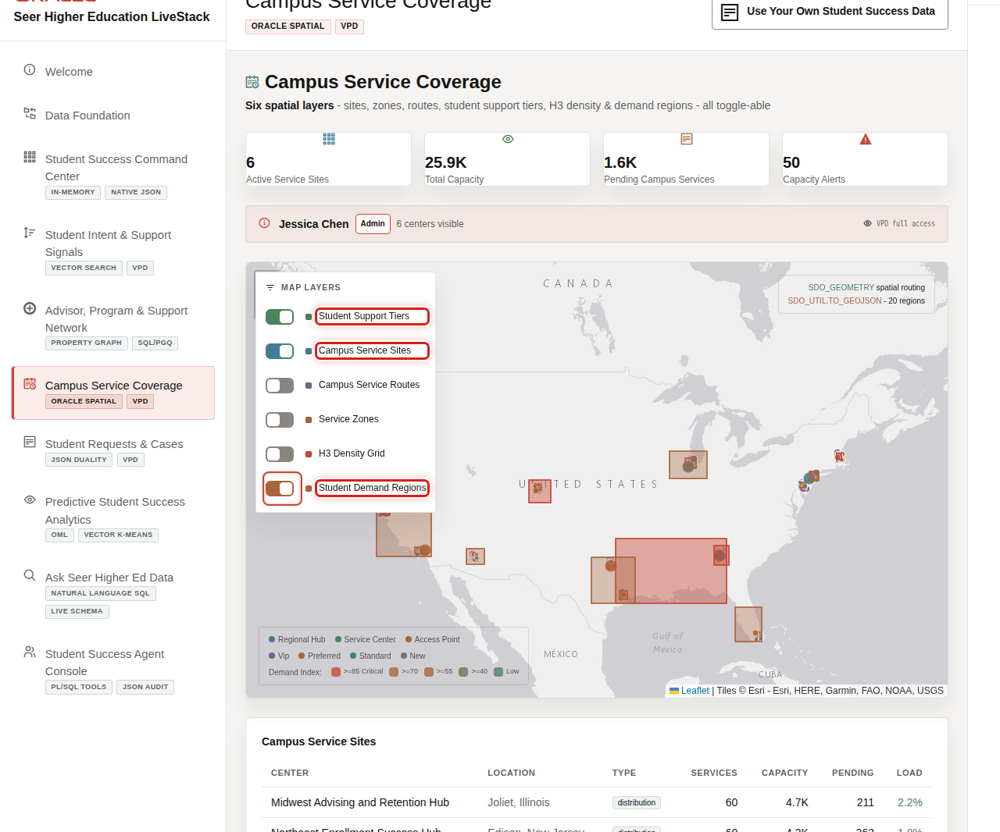 Seer Higher Education LiveStack
Welcome
Data Foundation
Student Success Command
Center
IN-MEMORY NATIVE JSON
Student Intent & Support
Signals
VECTOR SEARCH VPD
Advisor, Program & Support
Network
PROPERTY GRAPH SQL/PGQ
Campus Service Coverage
ORACLE SPATIAL VPD
Student Requests & Cases
JSON DUALITY VPD
Predictive Student Success
Analytics
OML VECTOR K-MEANS
Ask Seer Higher Ed Data
NATURAL LANGUAGE SQL
LIVE SCHEMA
Student Success Agent
Console
PL/SQL TOOLS JSON AUDIT
Campus Service Coverage
ORACLE SPATIAL VPD
Use Your Own Student Success Data
Campus Service Coverage
Six spatial layers - sites, zones, routes, student support tiers, H3 density & demand regions - all toggle-able
6
Active Service Sites
25.9K
Total Capacity
1.6K
Pending Campus Services
50
Capacity Alerts
Jessica Chen Admin 6 centers visible
VPD full access
MAP LAYERS
Student Support Tiers
Campus Service Sites
Campus Service Routes
Service Zones
H3 Density Grid
Student Demand Regions
CANADA
SDO_GEOMETRY spatial routing
SDO_UTIL.TO_GEOJSON - 20 regions
UNITED STATES
Gulf of
Mexico
MÉXICO
CUBA
Regional Hub Service Center Access Point
Vip Preferred Standard New
Demand Index: >=85 Critical >=70 >=55 >=40 Low
Leaflet | Tiles © Esri - Esri, HERE, Garmin, FAO, NOAA, USGS
Campus Service Sites
CENTER LOCATION TYPE SERVICES CAPACITY PENDING LOAD
Midwest Advising and Retention Hub Joliet, Illinois distribution 60 4.7K 211 2.2%
Northeast Enrollment Success Hub Edison, New Jersey distribution 60 4.3K 262 1.8%